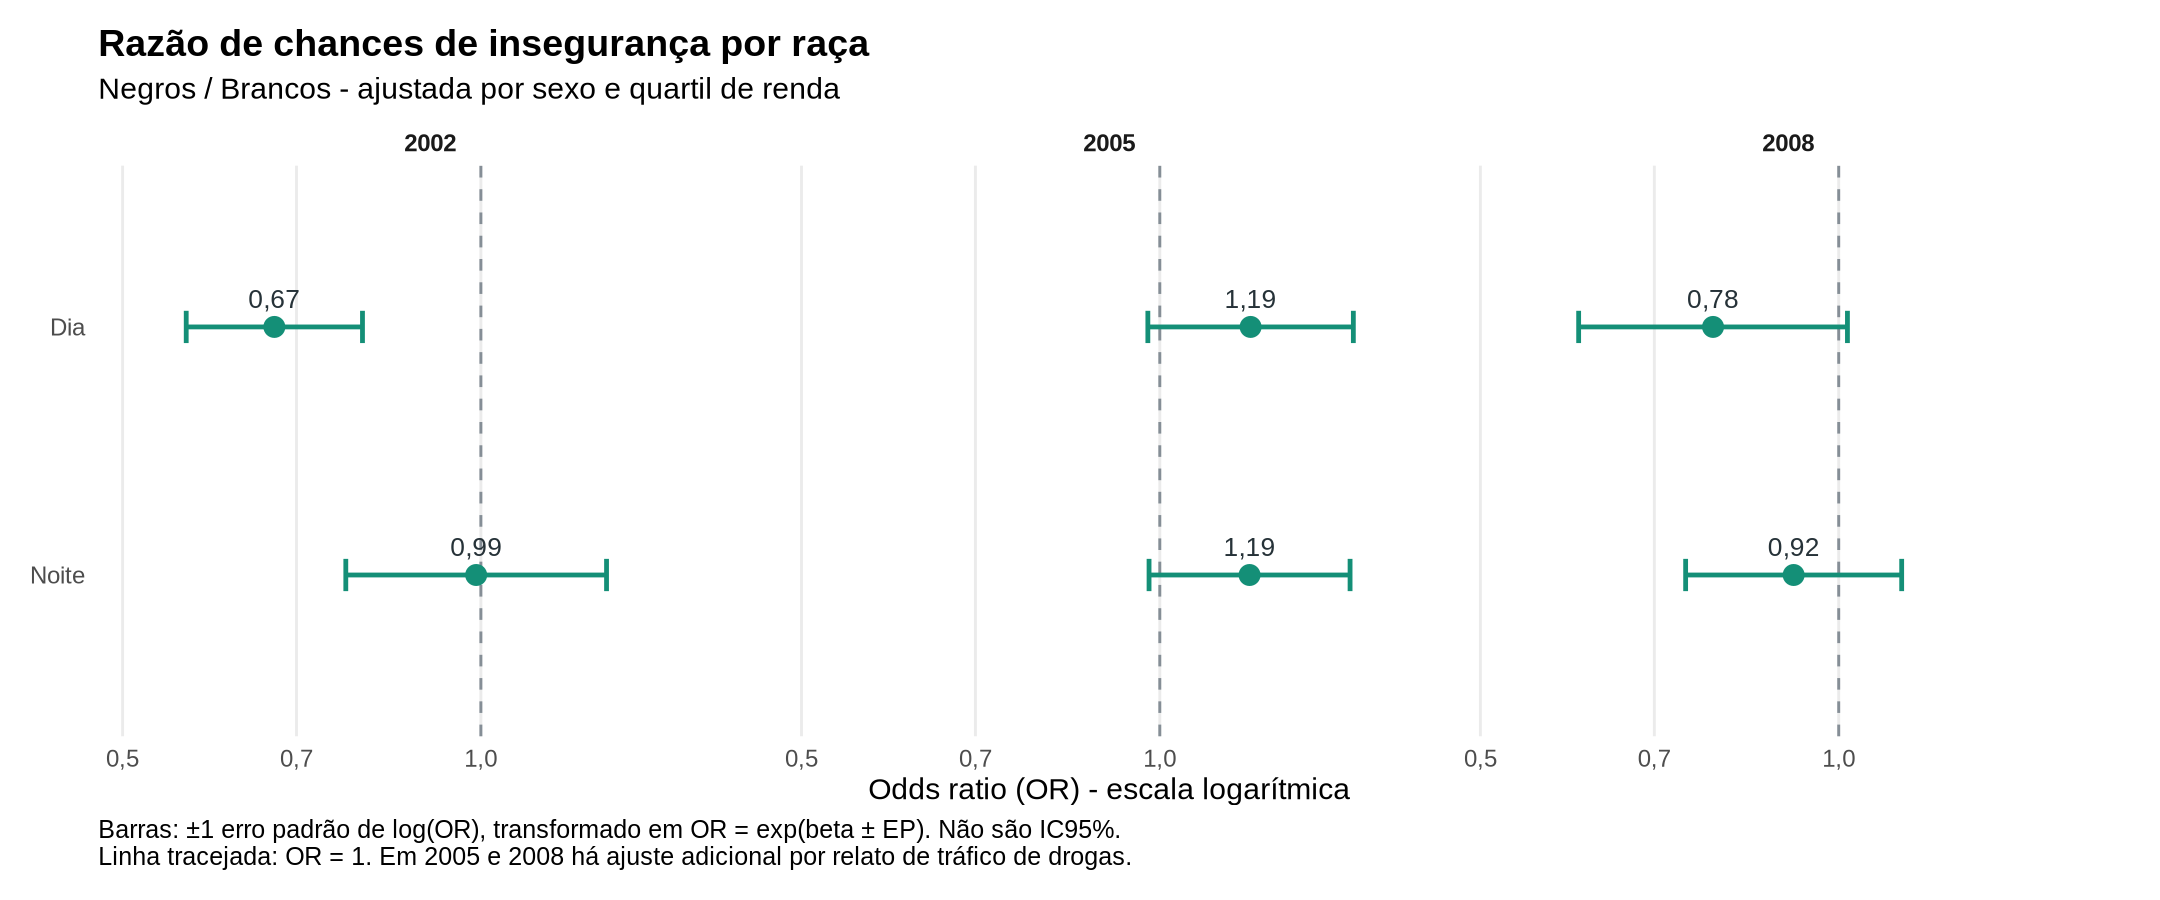 Razão de chances de insegurança por raça
Negros / Brancos - ajustada por sexo e quartil de renda
2002 2005 2008
0,67 1,19 0,78
Dia
0,99 1,19 0,92
Noite
0,5 0,7 1,0 0,5 0,7 1,0 0,5 0,7 1,0
Odds ratio (OR) - escala logarítmica
Barras: ±1 erro padrão de log(OR), transformado em OR = exp(beta ± EP). Não são IC95%.
Linha tracejada: OR = 1. Em 2005 e 2008 há ajuste adicional por relato de tráfico de drogas.